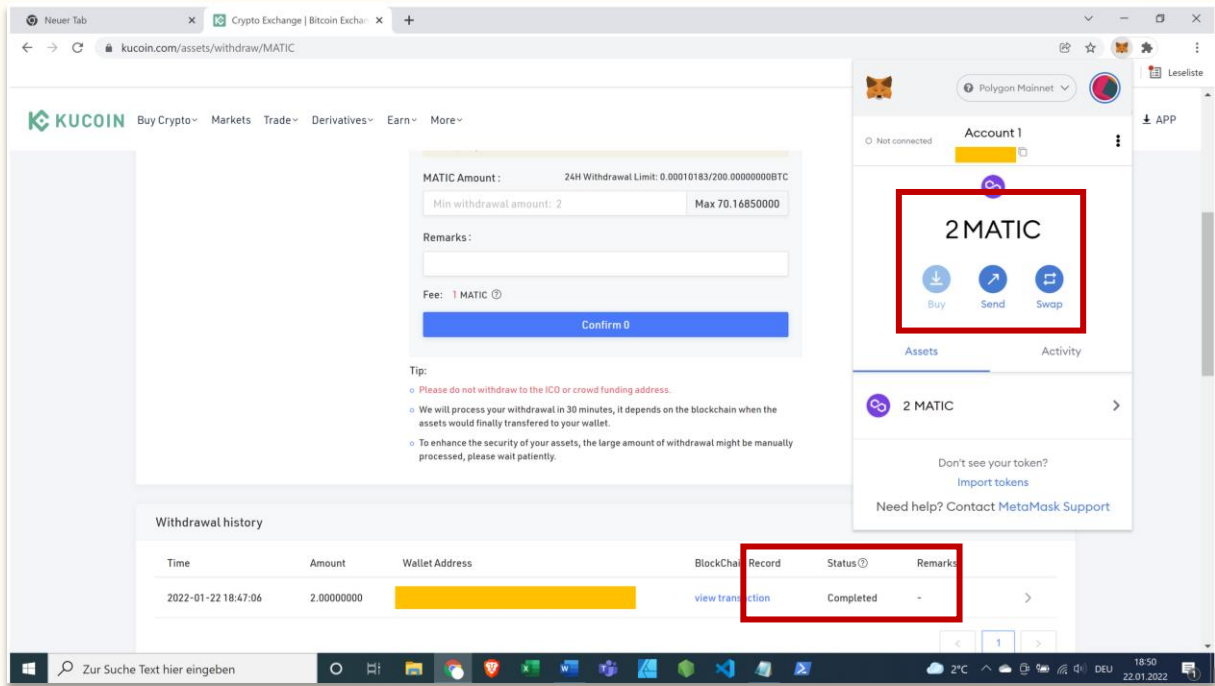 Neuer Tab
Crypto Exchange | Bitcoin Exchan
kucoin.com/assets/withdraw/MATIC
Leseliste
KUCOIN Buy Crypto Markets Trade Derivatives Earn More
APP
MATIC Amount : 24H Withdrawal Limit: 0.00010183/200.00000000BTC
Min withdrawal amount: 2 Max 70.16850000
Remarks :
Fee: 1 MATIC
Confirm 0
Tip:
Please do not withdraw to the ICO or crowd funding address.
We will process your withdrawal in 30 minutes, it depends on the blockchain when the
assets would finally transfered to your wallet.
To enhance the security of your assets, the large amount of withdrawal might be manually
processed, please wait patiently.
Polygon Mainnet
Not connected
Account 1
2 MATIC
Buy Send Swap
Assets Activity
2 MATIC
Don't see your token?
Import tokens
Need help? Contact MetaMask Support
Withdrawal history
Time Amount Wallet Address BlockChain Record Status Remarks
2022-01-22 18:47:06 2.00000000 view transaction Completed -
< 1 >
Zur Suche Text hier eingeben
2°C DEU 18:50
22.01.2022